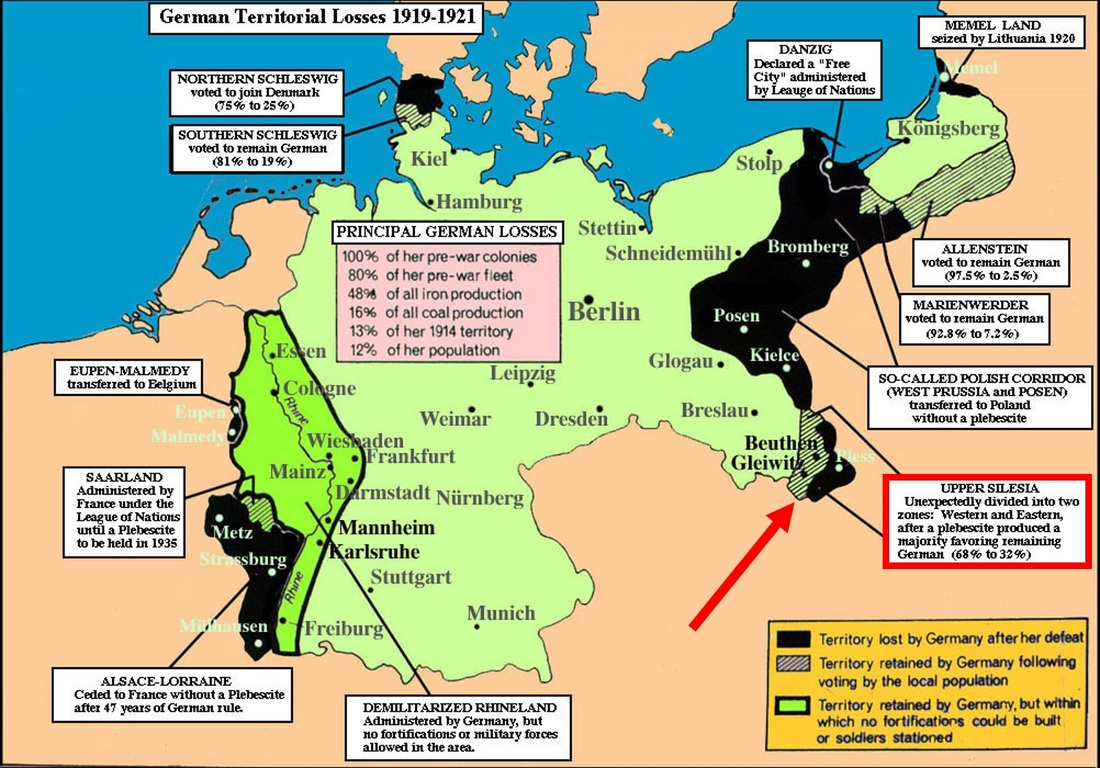 German Territorial Losses 1919-1921
MEMEL LAND
seized by Lithuania 1920
DANZIG
Declared a "Free
City" administered
by Leauge of Nations
NORTHERN SCHLESWIG
voted to join Denmark
(75% to 25%)
SOUTHERN SCHLESWIG
voted to remain German
(81% to 19%)
Memel
Königsberg
Kiel
Stolp
Hamburg
Stettin
Schneidemühl
Bromberg
PRINCIPAL GERMAN LOSSES
100% of her pre-war colonies
80% of her pre-war fleet
48% of all iron production
16% of all coal production
13% of her 1914 territory
12% of her population
ALLENSTEIN
voted to remain German
(97.5% to 2.5%)
MARIENWERDER
voted to remain German
(92.8% to 7.2%)
Berlin
Posen
Essen
Kielce
Glogau
Leipzig
EUPEN-MALMEDY
transferred to Belgium
SO-CALLED POLISH CORRIDOR
(WEST PRUSSIA and POSEN)
transferred to Poland
without a plebescite
Cologne
Rhine
Eupen
Malmedy
Weimar
Dresden
Breslau
Wiesbaden
Frankfurt
Mainz
Beuthen
Gleiwitz
Pless
Darmstadt
Nürnberg
SAARLAND
Administered by
France under the
League of Nations
until a Plebescite
to be held in 1935
UPPER SILESIA
Unexpectedly divided into two
zones: Western and Eastern,
after a plebescite produced a
majority favoring remaining
German (68% to 32%)
Metz
Mannheim
Karlsruhe
Strassburg
Stuttgart
Rhine
Munich
Mülhausen
Freiburg
ALSACE-LORRAINE
Ceded to France without a Plebescite
after 47 years of German rule.
DEMILITARIZED RHINELAND
Administered by Germany, but
no fortifications or military forces
allowed in the area.
Territory lost by Germany after her defeat
Territory retained by Germany following
voting by the local population
Territory retained by Germany, but within
which no fortifications could be built
or soldiers stationed